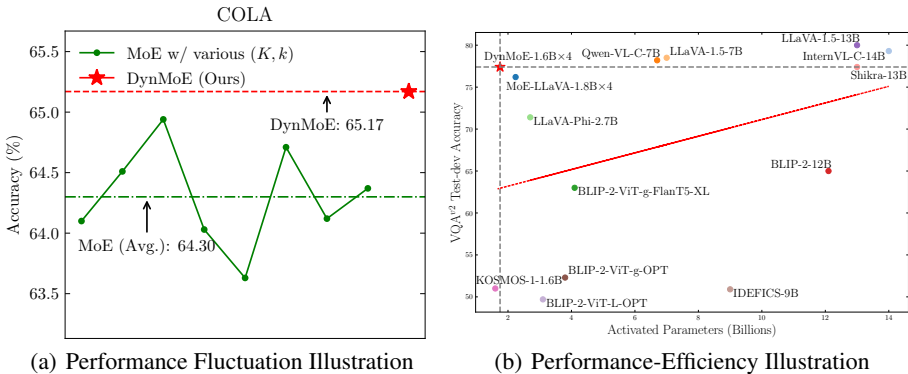 COLA
65.5
65.0
64.5
64.0
63.5
Accuracy (%)
MoE w/ various (K, k)
DynMoE (Ours)
DynMoE: 65.17
MoE (Avg.): 64.30
(a) Performance Fluctuation Illustration
80
75
70
65
60
55
50
VQA^{v2} Test-dev Accuracy
LLaVA-1.5-13B
DynMoE-1.6B×4
Qwen-VL-C-7B
LLaVA-1.5-7B
InternVL-C-14B
MoE-LLaVA-1.8B×4
Shikra-13B
LLaVA-Phi-2.7B
BLIP-2-12B
BLIP-2-ViT-g-FlanT5-XL
KOSMOS-1-1.6B
BLIP-2-ViT-g-OPT
BLIP-2-ViT-L-OPT
IDEFICS-9B
2 4 6 8 10 12 14
Activated Parameters (Billions)
(b) Performance-Efficiency Illustration